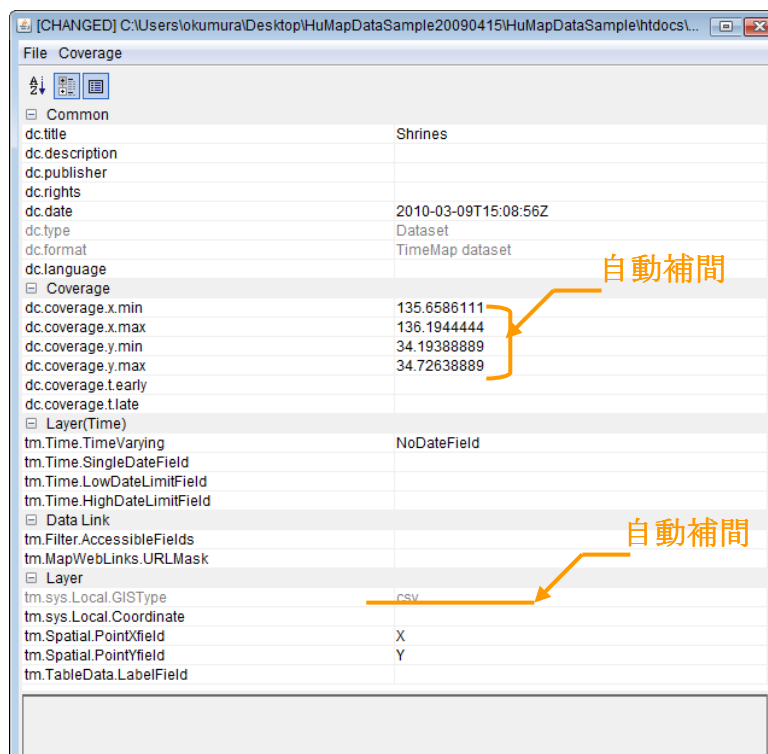 [CHANGED] C:\Users\okumura\Desktop\HuMapDataSample20090415\HuMapDataSample\htdocs\...
File Coverage
Common
dc.title Shrines
dc.description
dc.publisher
dc.rights
dc.date 2010-03-09T15:08:56Z
dc.type Dataset
dc.format TimeMap dataset
dc.language
自動補間
Coverage
dc.coverage.x.min 135.6586111
dc.coverage.x.max 136.1944444
dc.coverage.y.min 34.19388889
dc.coverage.y.max 34.72638889
dc.coverage.t.early
dc.coverage.t.late
Layer(Time)
tm.Time.TimeVarying NoDateField
tm.Time.SingleDateField
tm.Time.LowDateLimitField
tm.Time.HighDateLimitField
Data Link
自動補間
tm.Filter.AccessibleFields
tm.MapWebLinks.URLMask
Layer
tm.sys.Local.GISType csv
tm.sys.Local.Coordinate
tm.Spatial.PointXfield X
tm.Spatial.PointYfield Y
tm.TableData.LabelField